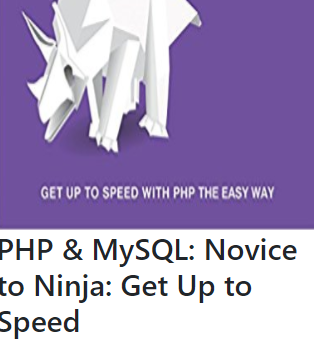 GET UP TO SPEED WITH PHP THE EASY WAY
PHP & MySQL: Novice
to Ninja: Get Up to
Speed